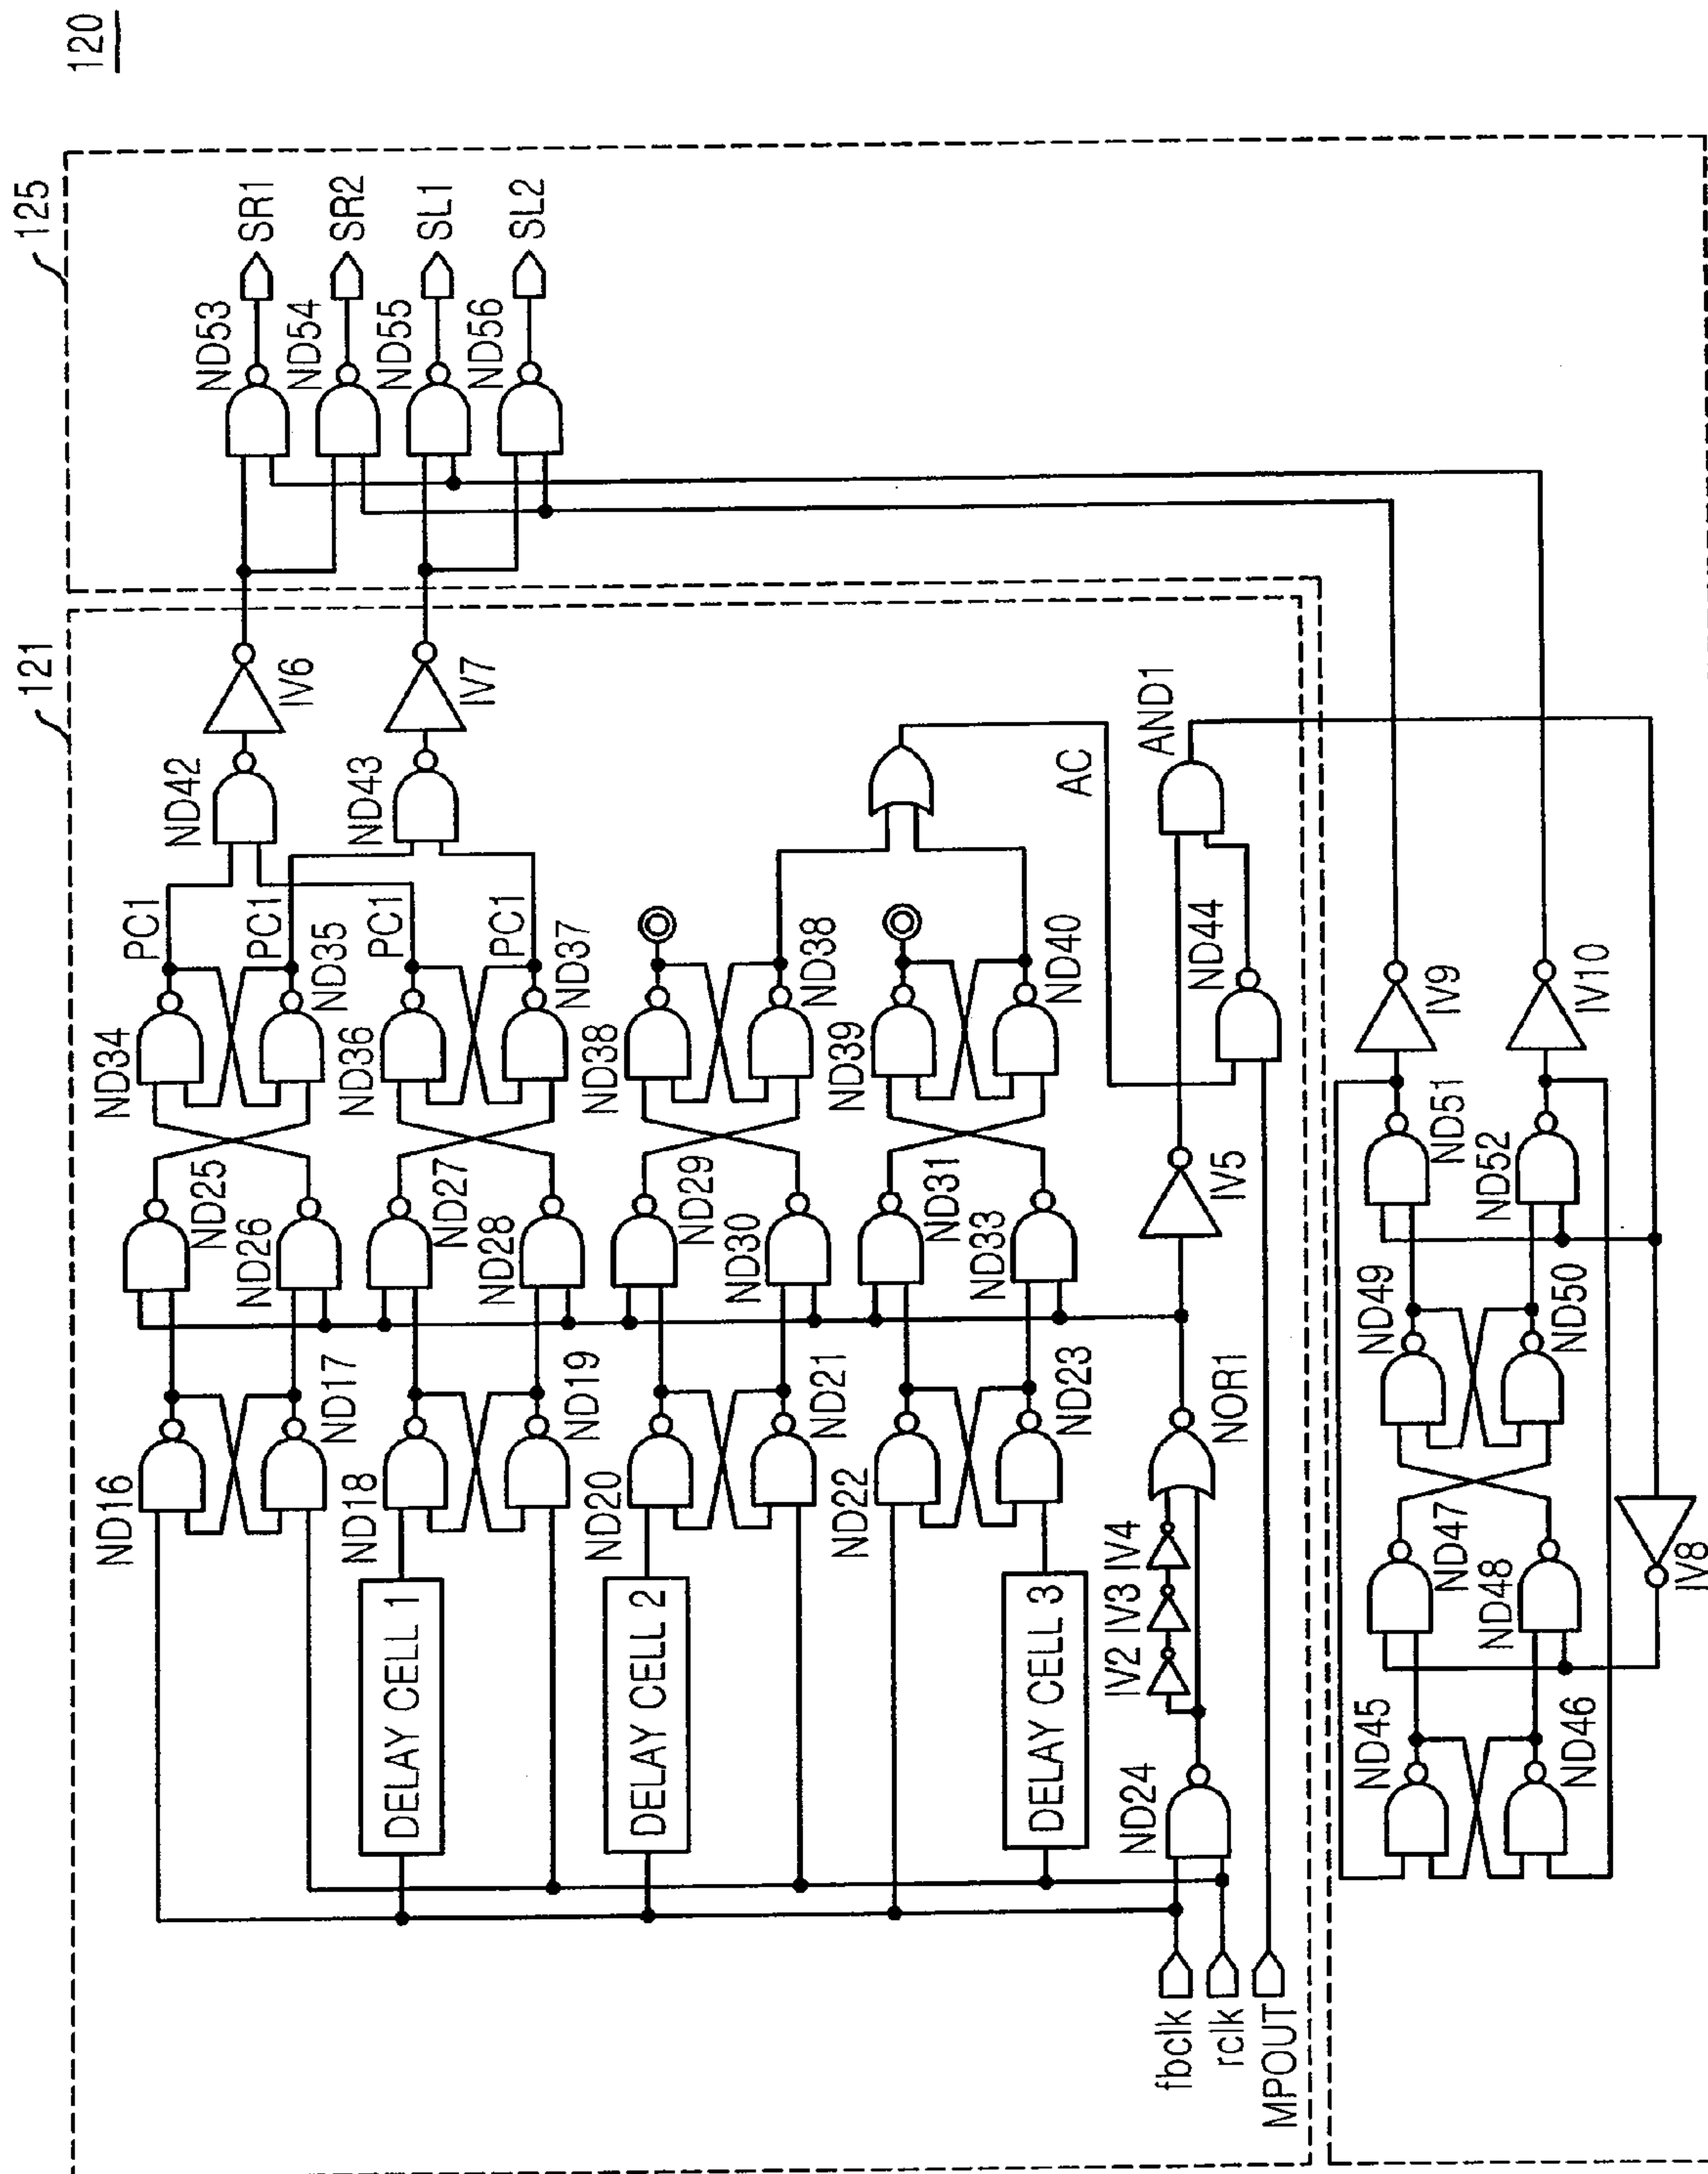 120
125
121
SR1
SR2
SL1
SL2
ND53
ND54
ND55
ND56
IV6
IV7
ND42
ND43
PC1
PC1
PC1
PC1
ND34
ND35
ND36
ND37
ND38
ND38
ND39
ND40
AC
AND1
ND44
ND25
ND26
ND27
ND28
ND29
ND30
ND31
ND33
IV5
ND16
ND17
ND18
ND19
ND20
ND21
ND22
ND23
NOR1
DELAY CELL 1
DELAY CELL 2
DELAY CELL 3
IV2
IV3
IV4
ND24
fbclk
rclk
MPOUT
IV9
IV10
ND51
ND52
ND49
ND50
ND47
ND48
IV8
ND45
ND46